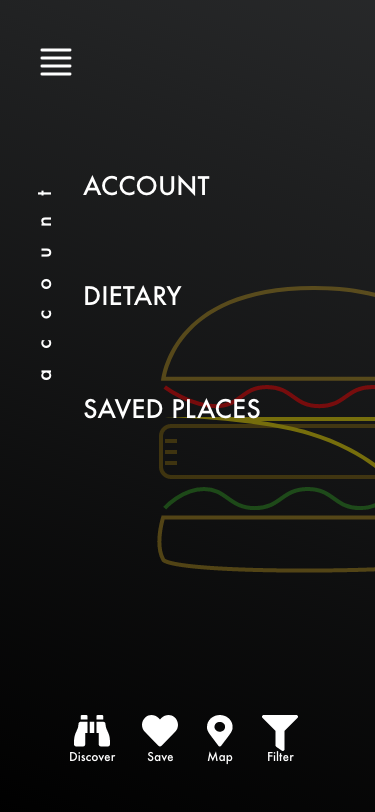 account
ACCOUNT
DIETARY
SAVED PLACES
Discover Save Map Filter